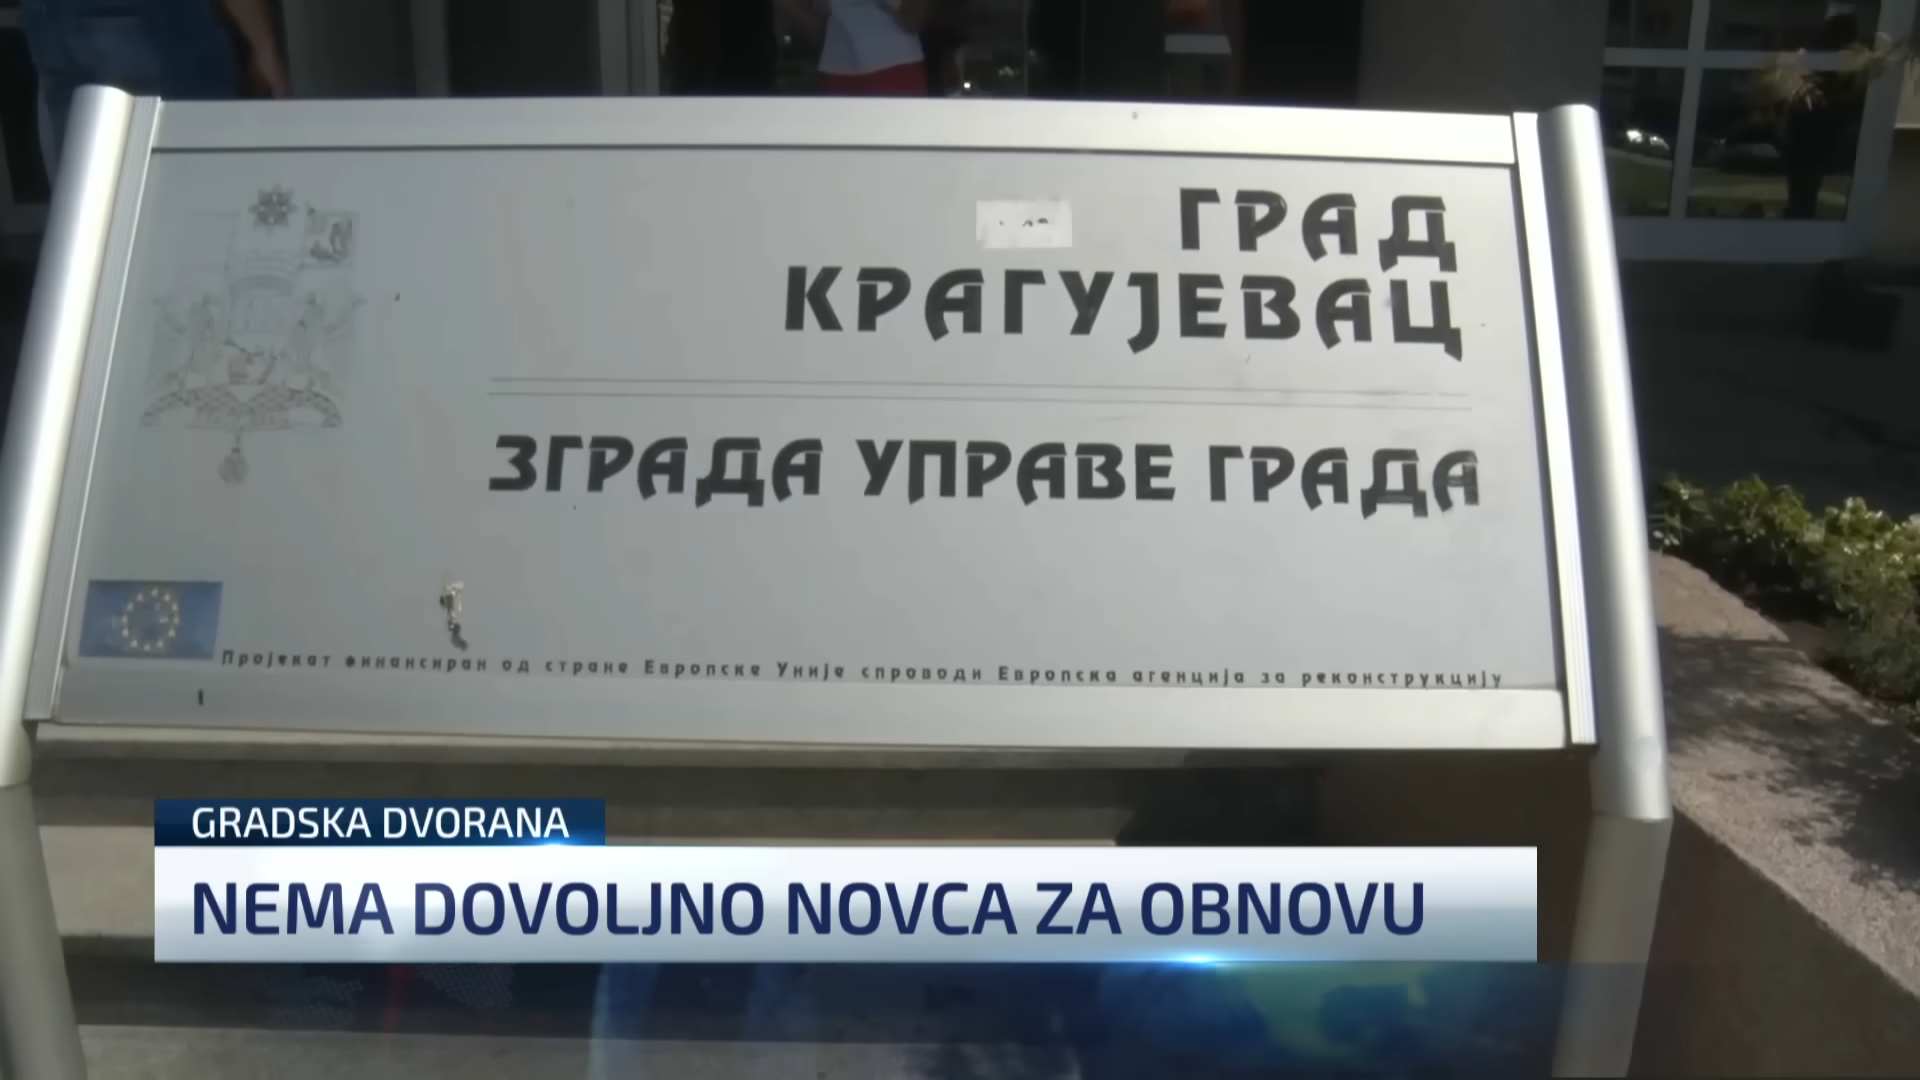 ГРАД
КРАГУЈЕВАЦ
ЗГРАДА УПРАВЕ ГРАДА
Пројекат финансиран од стране Европске Уније спроводи Европска агенција за реконструкцију
GRADSKA DVORANA
NEMA DOVOLJNO NOVCA ZA OBNOVU